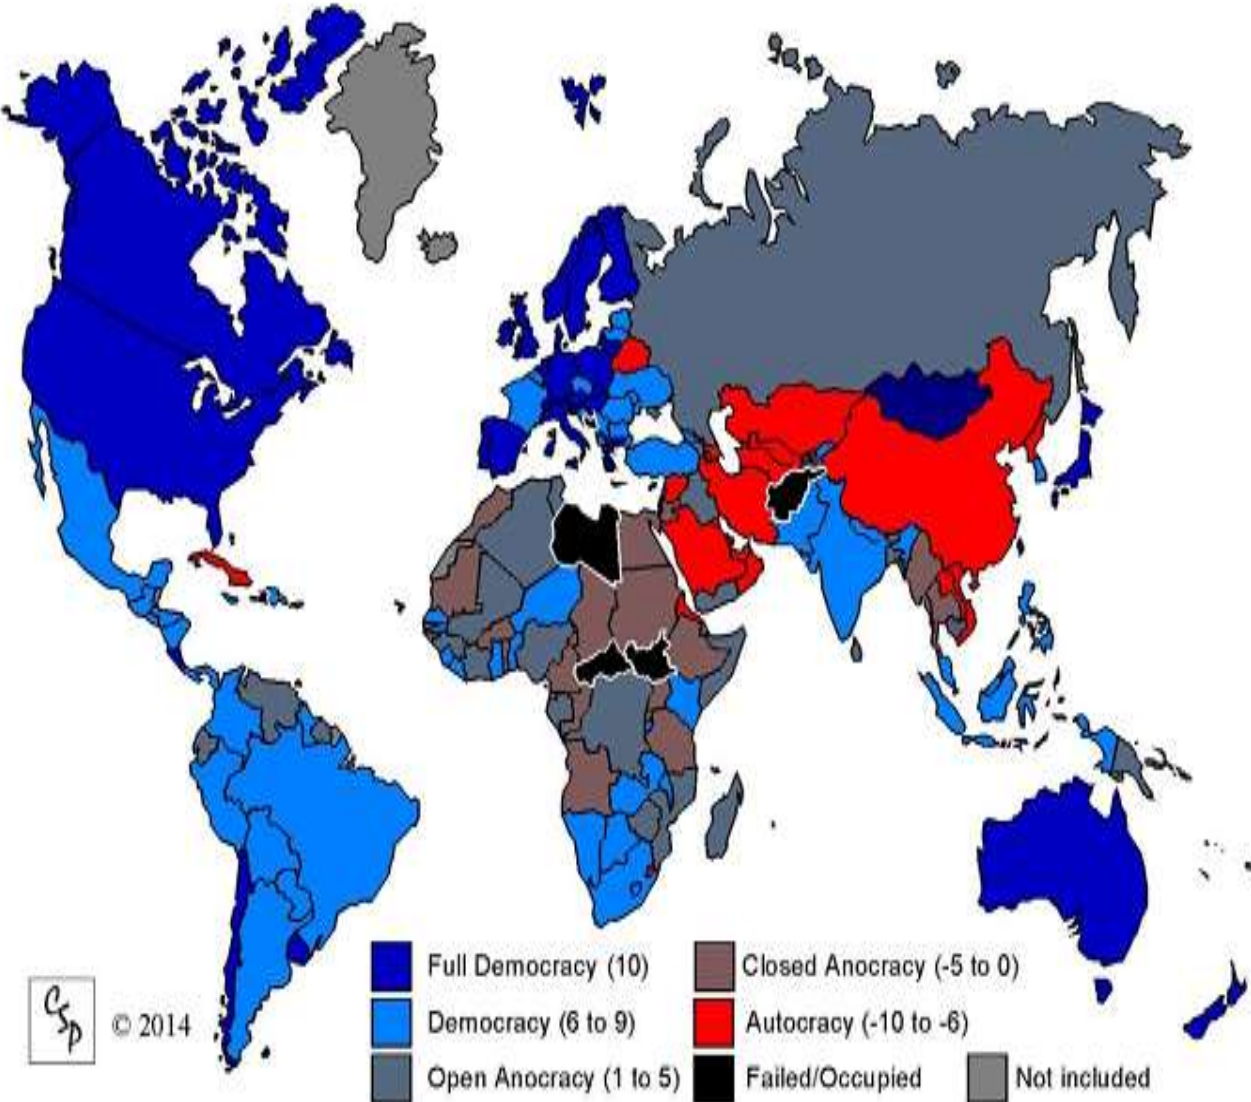 Full Democracy (10)
Democracy (6 to 9)
Open Anocracy (1 to 5)
Closed Anocracy (-5 to 0)
Autocracy (-10 to -6)
Failed/Occupied
Not included
CSP
© 2014